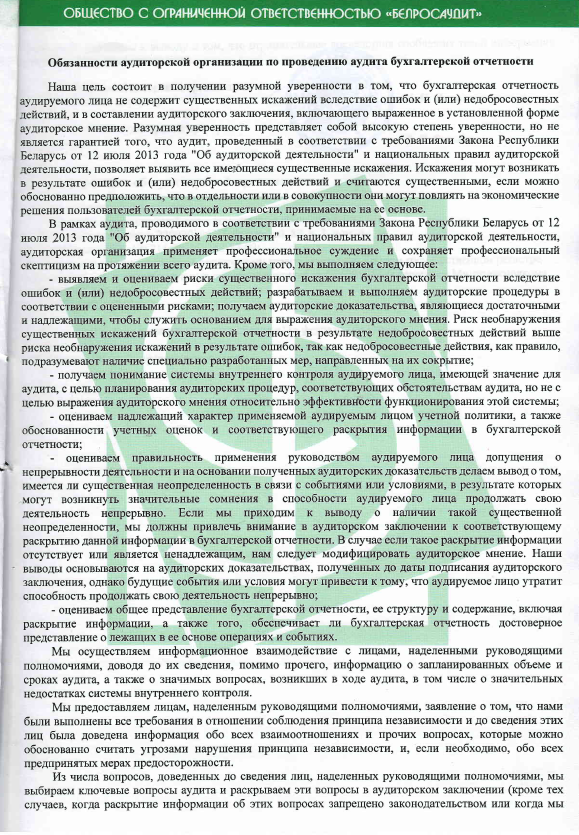 ОБЩЕСТВО С ОГРАНИЧЕННОЙ ОТВЕТСТВЕННОСТЬЮ «БЕЛРОСАУДИТ»
Обязанности аудиторской организации по проведению аудита бухгалтерской отчетности
Наша цель состоит в получении разумной уверенности в том, что бухгалтерская отчетность
аудируемого лица не содержит существенных искажений вследствие ошибок и (или) недобросовестных
действий, и в составлении аудиторского заключения, включающего выраженное в установленной форме
аудиторское мнение. Разумная уверенность представляет собой высокую степень уверенности, но не
является гарантией того, что аудит, проведенный в соответствии с требованиями Закона Республики
Беларусь от 12 июля 2013 года "Об аудиторской деятельности" и национальных правил аудиторской
деятельности, позволяет выявить все имеющиеся существенные искажения. Искажения могут возникать
в результате ошибок и (или) недобросовестных действий и считаются существенными, если можно
обоснованно предположить, что в отдельности или в совокупности они могут повлиять на экономические
решения пользователей бухгалтерской отчетности, принимаемые на ее основе.
В рамках аудита, проводимого в соответствии с требованиями Закона Республики Беларусь от 12
июля 2013 года "Об аудиторской деятельности" и национальных правил аудиторской деятельности,
аудиторская организация применяет профессиональное суждение и сохраняет профессиональный
скептицизм на протяжении всего аудита. Кроме того, мы выполняем следующее:
- выявляем и оцениваем риски существенного искажения бухгалтерской отчетности вследствие
ошибок и (или) недобросовестных действий; разрабатываем и выполняем аудиторские процедуры в
соответствии с оцененными рисками; получаем аудиторские доказательства, являющиеся достаточными
и надлежащими, чтобы служить основанием для выражения аудиторского мнения. Риск необнаружения
существенных искажений бухгалтерской отчетности в результате недобросовестных действий выше
риска необнаружения искажений в результате ошибок, так как недобросовестные действия, как правило,
подразумевают наличие специально разработанных мер, направленных на их сокрытие;
- получаем понимание системы внутреннего контроля аудируемого лица, имеющей значение для
аудита, с целью планирования аудиторских процедур, соответствующих обстоятельствам аудита, но не с
целью выражения аудиторского мнения относительно эффективности функционирования этой системы;
- оцениваем надлежащий характер применяемой аудируемым лицом учетной политики, а также
обоснованности учетных оценок и соответствующего раскрытия информации в бухгалтерской
отчетности;
- оцениваем правильность применения руководством аудируемого лица допущения о
непрерывности деятельности и на основании полученных аудиторских доказательств делаем вывод о том,
имеется ли существенная неопределенность в связи с событиями или условиями, в результате которых
могут возникнуть значительные сомнения в способности аудируемого лица продолжать свою
деятельность непрерывно. Если мы приходим к выводу о наличии такой существенной
неопределенности, мы должны привлечь внимание в аудиторском заключении к соответствующему
раскрытию данной информации в бухгалтерской отчетности. В случае если такое раскрытие информации
отсутствует или является ненадлежащим, нам следует модифицировать аудиторское мнение. Наши
выводы основываются на аудиторских доказательствах, полученных до даты подписания аудиторского
заключения, однако будущие события или условия могут привести к тому, что аудируемое лицо утратит
способность продолжать свою деятельность непрерывно;
- оцениваем общее представление бухгалтерской отчетности, ее структуру и содержание, включая
раскрытие информации, а также того, обеспечивает ли бухгалтерская отчетность достоверное
представление о лежащих в ее основе операциях и событиях.
Мы осуществляем информационное взаимодействие с лицами, наделенными руководящими
полномочиями, доводя до их сведения, помимо прочего, информацию о запланированных объеме и
сроках аудита, а также о значимых вопросах, возникших в ходе аудита, в том числе о значительных
недостатках системы внутреннего контроля.
Мы предоставляем лицам, наделенным руководящими полномочиями, заявление о том, что нами
были выполнены все требования в отношении соблюдения принципа независимости и до сведения этих
лиц была доведена информация обо всех взаимоотношениях и прочих вопросах, которые можно
обоснованно считать угрозами нарушения принципа независимости, и, если необходимо, обо всех
предпринятых мерах предосторожности.
Из числа вопросов, доведенных до сведения лиц, наделенных руководящими полномочиями, мы
выбираем ключевые вопросы аудита и раскрываем эти вопросы в аудиторском заключении (кроме тех
случаев, когда раскрытие информации об этих вопросах запрещено законодательством или когда мы